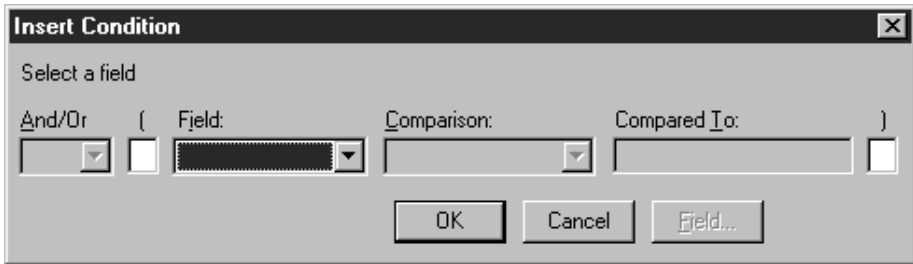 Insert Condition
Select a field
And/Or ( Field: Comparison: Compared To: )
OK Cancel Field...